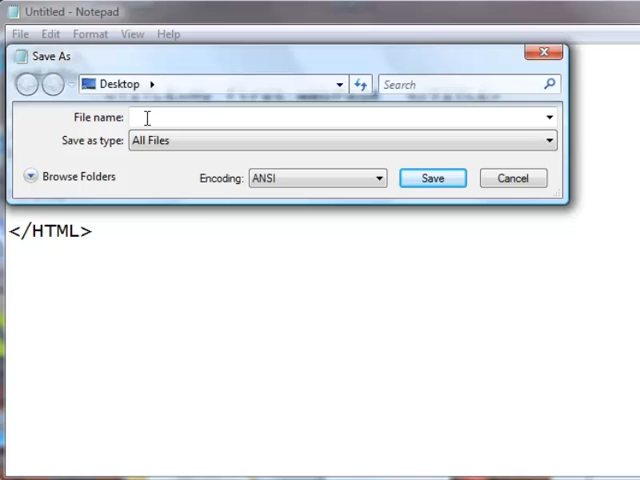 Untitled - Notepad
File Edit Format View Help
Save As
Desktop Search
File name:
Save as type: All Files
Browse Folders Encoding: ANSI Save Cancel
</HTML>